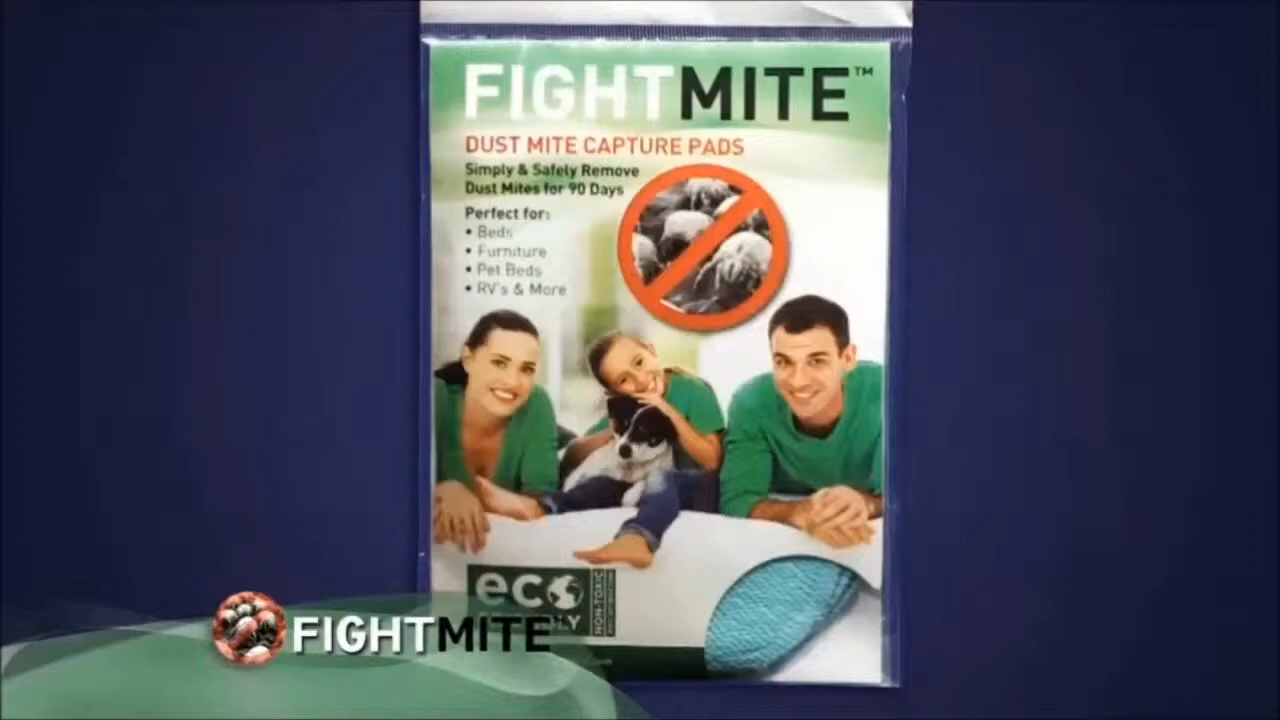 FIGHTMITE™
DUST MITE CAPTURE PADS
Simply & Safely Remove
Dust Mites for 90 Days
Perfect for:
• Beds
• Furniture
• Pet Beds
• RV's & More
eco
NON-TOXIC
FIGHTMITE